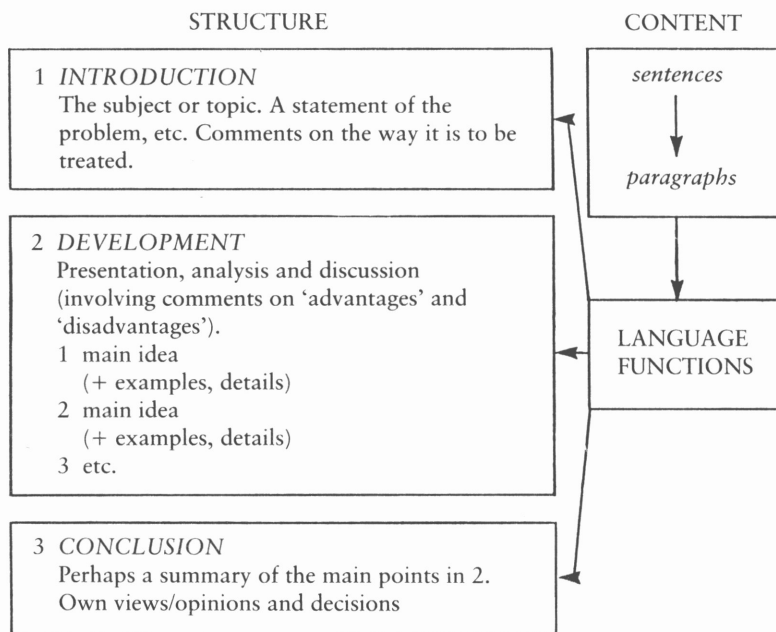 STRUCTURE
1 INTRODUCTION
The subject or topic. A statement of the
problem, etc. Comments on the way it is to be
treated.
2 DEVELOPMENT
Presentation, analysis and discussion
(involving comments on ‘advantages’ and
‘disadvantages’).
1 main idea
(+ examples, details)
2 main idea
(+ examples, details)
3 etc.
3 CONCLUSION
Perhaps a summary of the main points in 2.
Own views/opinions and decisions
CONTENT
sentences
paragraphs
LANGUAGE
FUNCTIONS